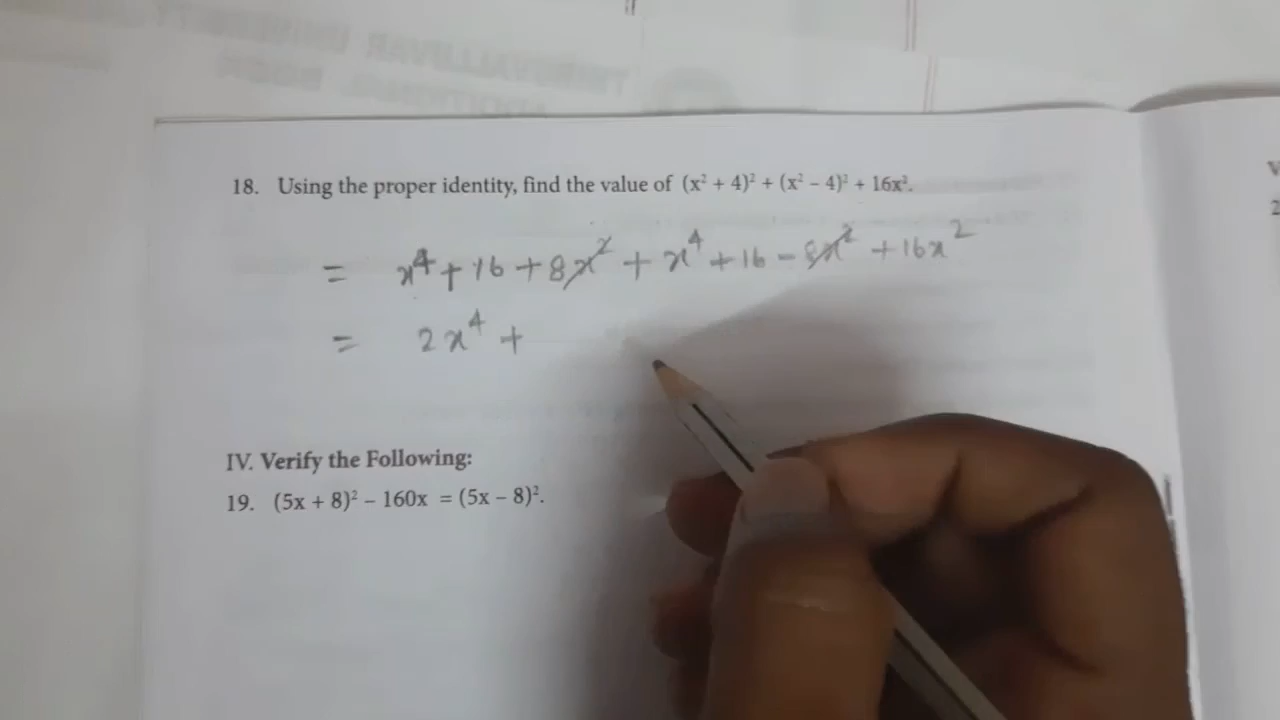 18. Using the proper identity, find the value of (x² + 4)² + (x² – 4)² + 16x².
= x⁴ + 16 + 8x² + x⁴ + 16 – 8x² + 16x²
= 2x⁴ +
IV. Verify the Following:
19. (5x + 8)² – 160x = (5x – 8)².